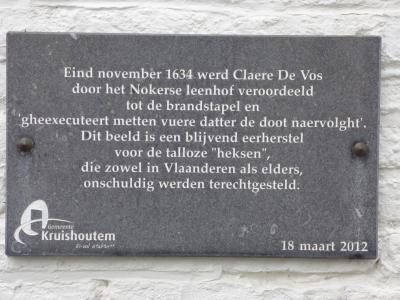 Eind november 1634 werd Claere De Vos
door het Nokerse leenhof veroordeeld
tot de brandstapel en
'gheexecuteert metten vuere datter de doot naervolght'.
Dit beeld is een blijvend eerherstel
voor de talloze "heksen",
die zowel in Vlaanderen als elders,
onschuldig werden terechtgesteld.
Gemeente
Kruishoutem
18 maart 2012